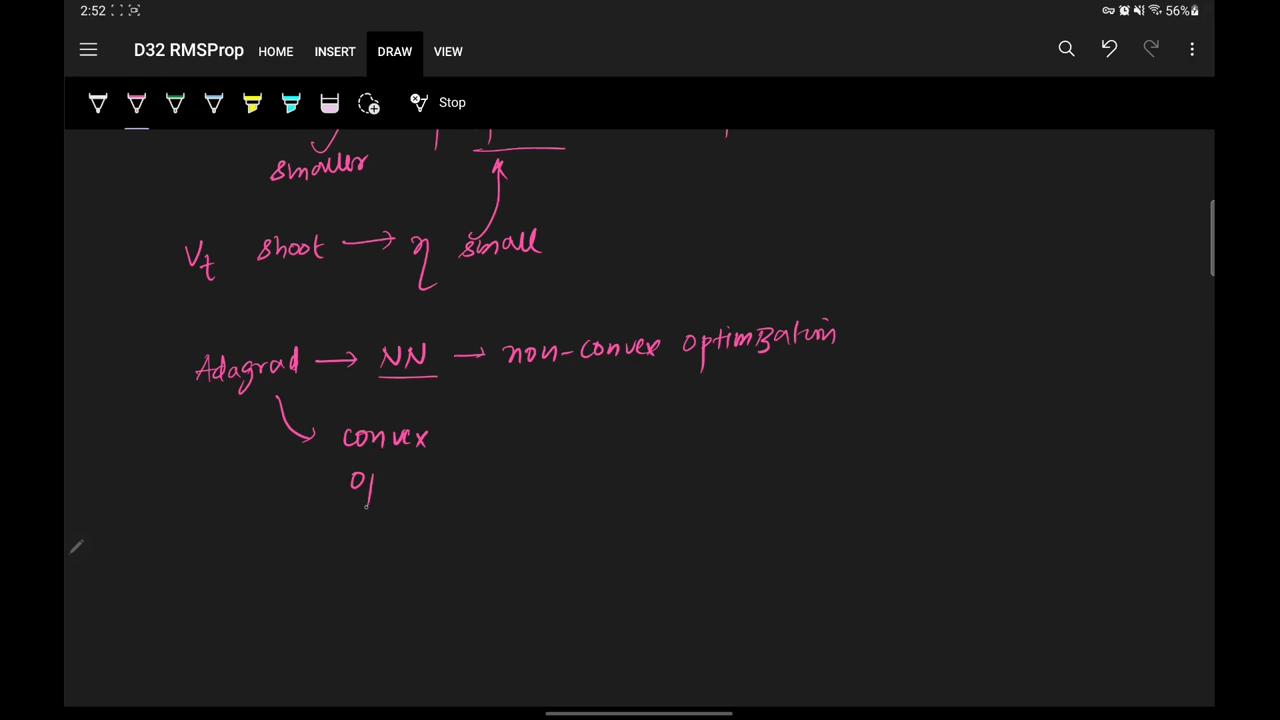 2:52 56%
D32 RMSProp HOME INSERT DRAW VIEW
Stop
smaller
Vt shoot → η small
Adagrad → NN → non-convex optimization
convex
Op